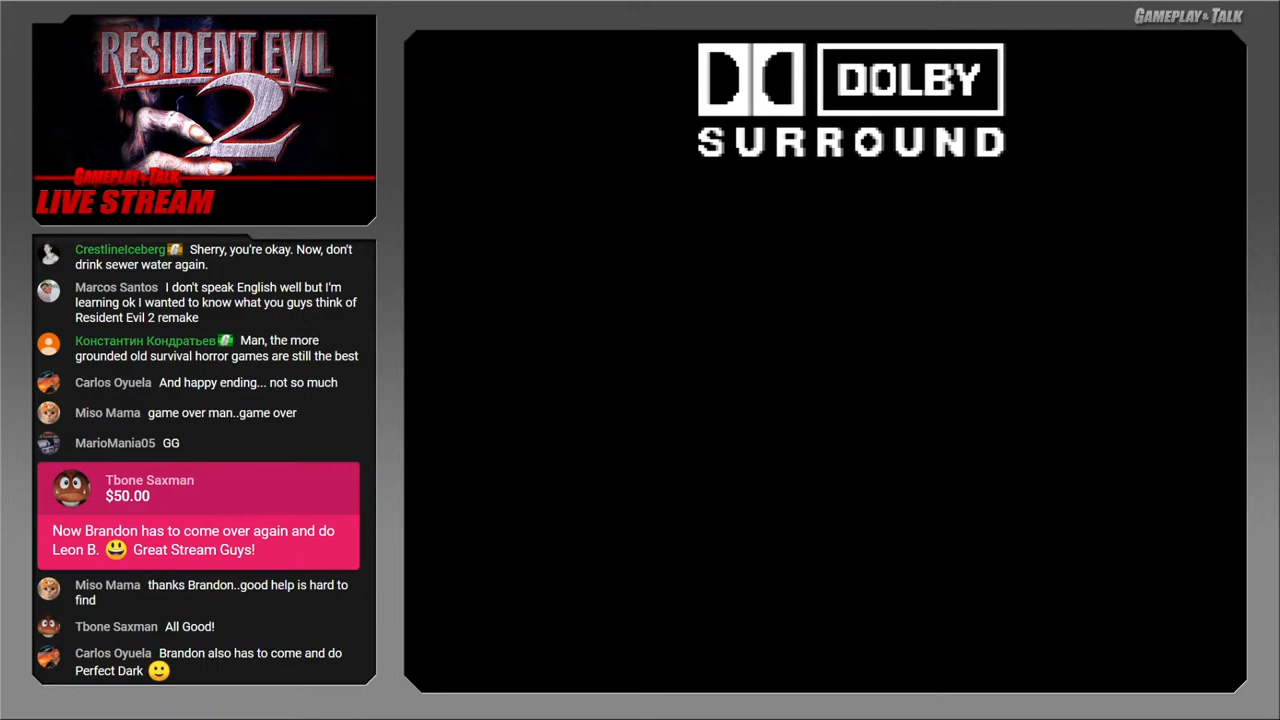 GAMEPLAY & TALK
RESIDENT EVIL
2
GAMEPLAY & TALK
LIVE STREAM
DOLBY
SURROUND
CrestlineIceberg Sherry, you're okay. Now, don't
drink sewer water again.
Marcos Santos I don't speak English well but I'm
learning ok I wanted to know what you guys think of
Resident Evil 2 remake
Константин Кондратьев Man, the more
grounded old survival horror games are still the best
Carlos Oyuela And happy ending... not so much
Miso Mama game over man..game over
MarioMania05 GG
Tbone Saxman
$50.00
Now Brandon has to come over again and do
Leon B. 😃 Great Stream Guys!
Miso Mama thanks Brandon..good help is hard to
find
Tbone Saxman All Good!
Carlos Oyuela Brandon also has to come and do
Perfect Dark 🙂